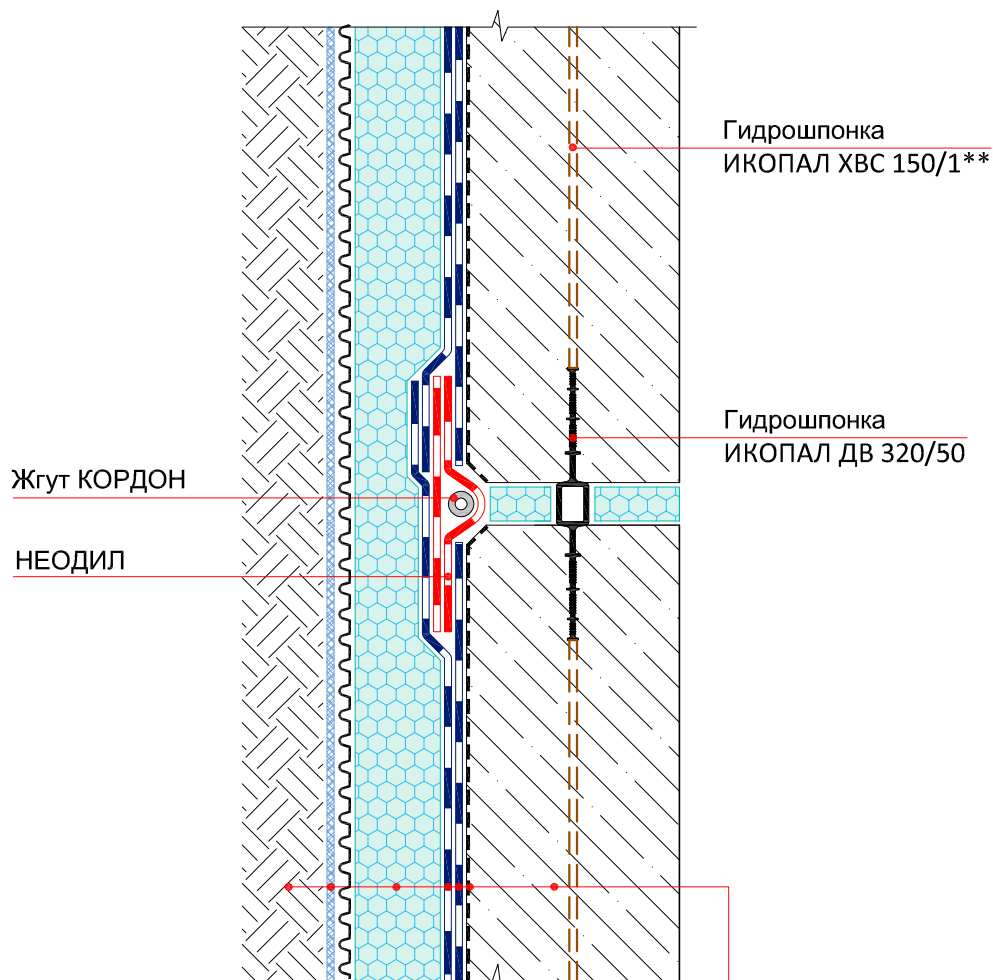 Гидрошпонка
ИКОПАЛ ХВС 150/1**
Гидрошпонка
ИКОПАЛ ДВ 320/50
Жгут КОРДОН
НЕОДИЛ